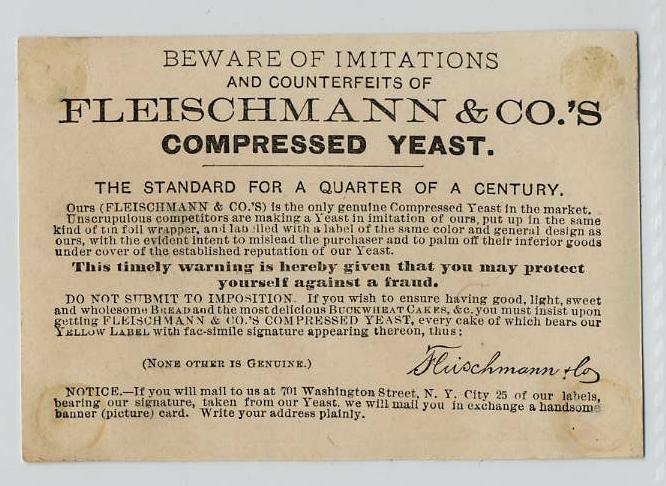 BEWARE OF IMITATIONS
AND COUNTERFEITS OF
FLEISCHMANN & CO.'S
COMPRESSED YEAST.
THE STANDARD FOR A QUARTER OF A CENTURY.
Ours (FLEISCHMANN & CO.'S) is the only genuine Compressed Yeast in the market.
Unscrupulous competitors are making a Yeast in imitation of ours, put up in the same
kind of tin foil wrapper, and labelled with a label of the same color and general design as
ours, with the evident intent to mislead the purchaser and to palm off their inferior goods
under cover of the established reputation of our Yeast.
This timely warning is hereby given that you may protect
yourself against a fraud.
DO NOT SUBMIT TO IMPOSITION. If you wish to ensure having good, light, sweet
and wholesome BREAD and the most delicious BUCKWHEAT CAKES, &c. you must insist upon
getting FLEISCHMANN & CO.'S COMPRESSED YEAST, every cake of which bears our
YELLOW LABEL with fac-simile signature appearing thereon, thus:
(NONE OTHER IS GENUINE.) Fleischmann & Co
NOTICE.—If you will mail to us at 701 Washington Street, N. Y. City 25 of our labels,
bearing our signature, taken from our Yeast. we will mail you in exchange a handsome
banner (picture) card. Write your address plainly.